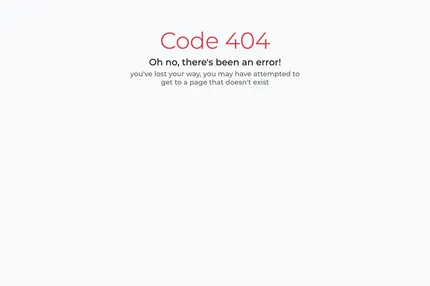 Code 404
Oh no, there's been an error!
you've lost your way, you may have attempted to
get to a page that doesn't exist